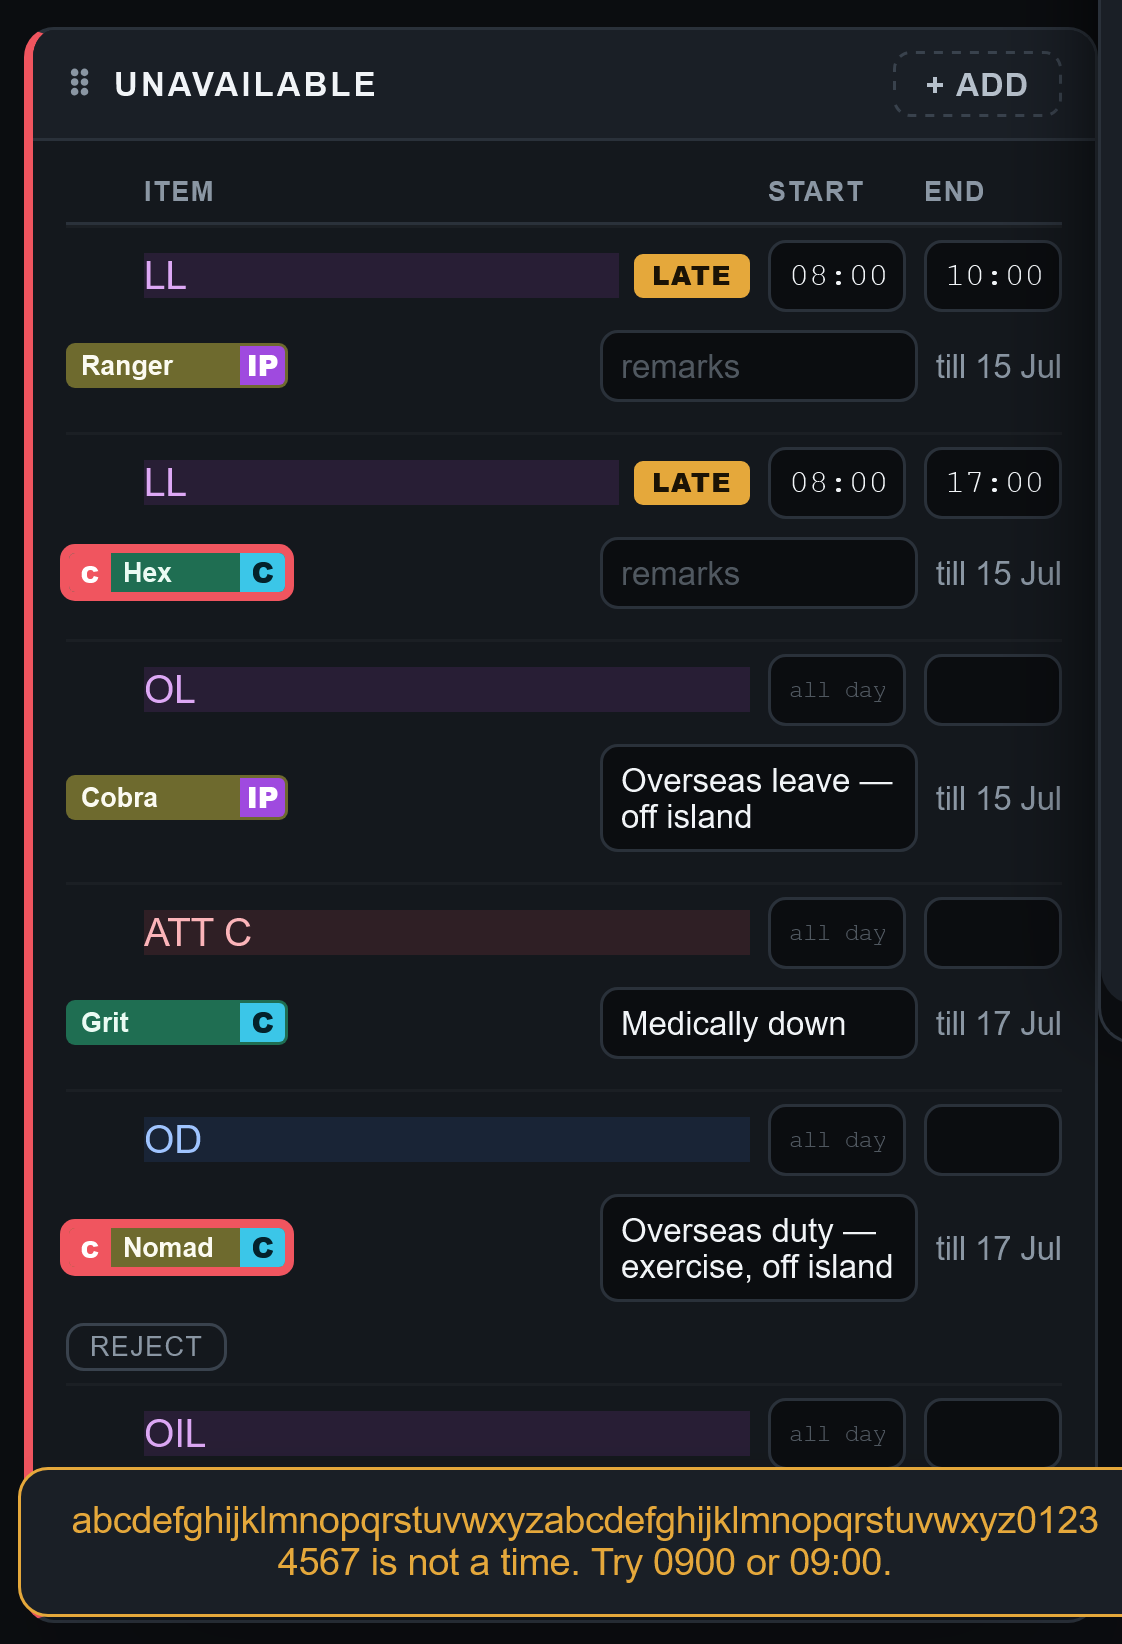 UNAVAILABLE + ADD
ITEM START END
LL LATE 08:00 10:00
Ranger IP remarks till 15 Jul
LL LATE 08:00 17:00
c Hex C remarks till 15 Jul
OL all day
Cobra IP Overseas leave —
off island till 15 Jul
ATT C all day
Grit C Medically down till 17 Jul
OD all day
c Nomad C Overseas duty —
exercise, off island till 17 Jul
REJECT
OIL all day
abcdefghijklmnopqrstuvwxyzabcdefghijklmnopqrstuvwxyz0123
4567 is not a time. Try 0900 or 09:00.